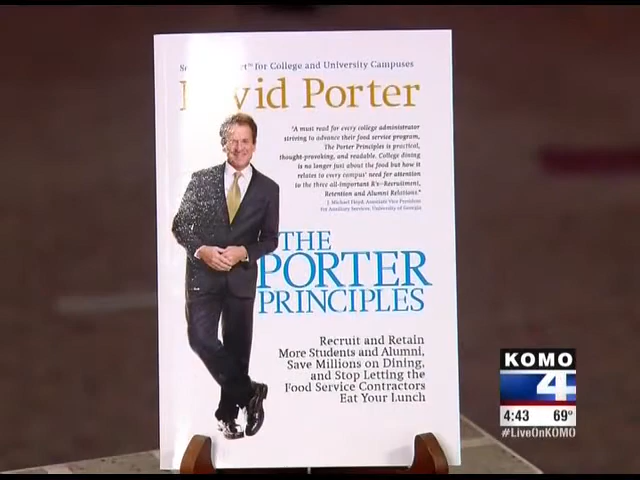 for College and University Campuses
David Porter
"A must read for every college administrator
striving to advance their food service program,
The Porter Principles is practical,
thought-provoking, and readable. College dining
is no longer just about the food but how it
relates to every campus' need for attention
to the three all-important R's–Recruitment,
Retention and Alumni Relations."
J. Michael Floyd, Associate Vice President
for Auxiliary Services, University of Georgia
THE
PORTER
PRINCIPLES
Recruit and Retain
More Students and Alumni,
Save Millions on Dining,
and Stop Letting the
Food Service Contractors
Eat Your Lunch
KOMO
4
4:43 69°
#LiveOnKOMO